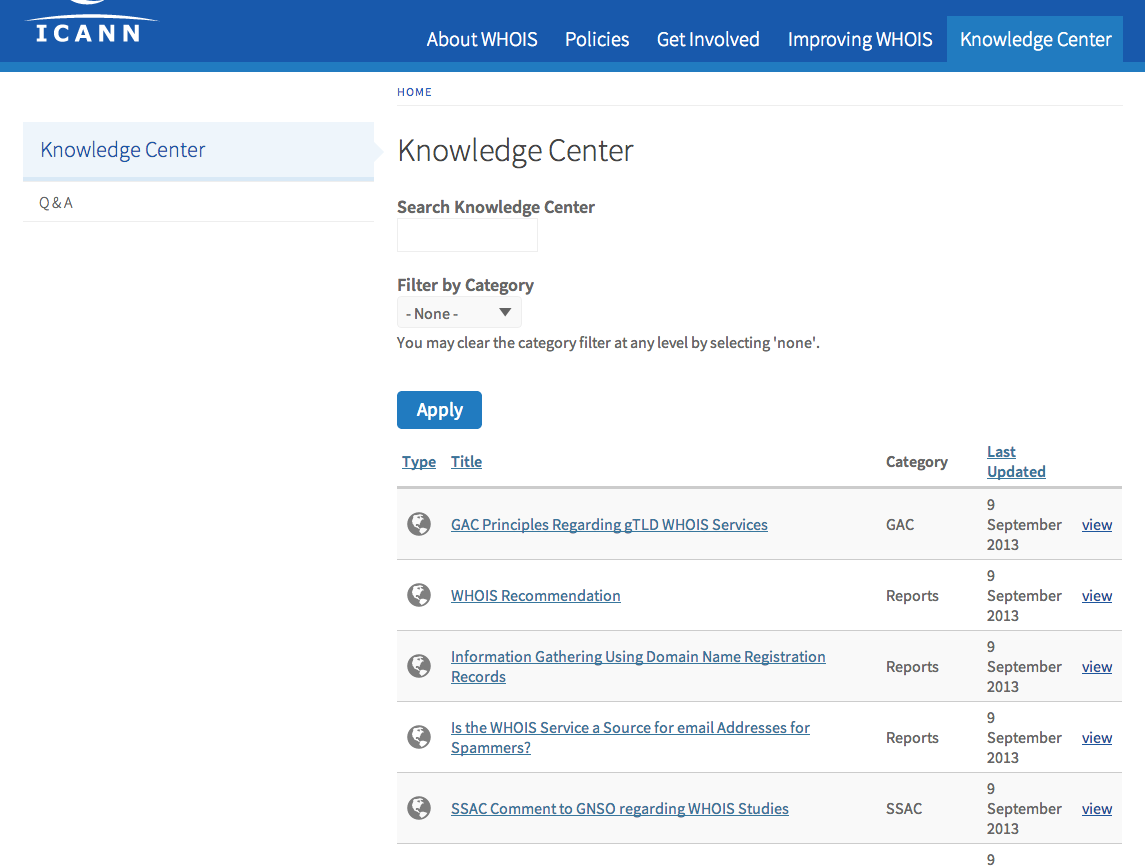 ICANN
About WHOIS Policies Get Involved Improving WHOIS Knowledge Center
HOME
Knowledge Center
Q & A
Knowledge Center
Search Knowledge Center
Filter by Category
- None -
You may clear the category filter at any level by selecting 'none'.
Apply
Type Title Category Last
Updated
GAC Principles Regarding gTLD WHOIS Services GAC 9
September
2013 view
WHOIS Recommendation Reports 9
September
2013 view
Information Gathering Using Domain Name Registration
Records Reports 9
September
2013 view
Is the WHOIS Service a Source for email Addresses for
Spammers? Reports 9
September
2013 view
SSAC Comment to GNSO regarding WHOIS Studies SSAC 9
September
2013 view
9